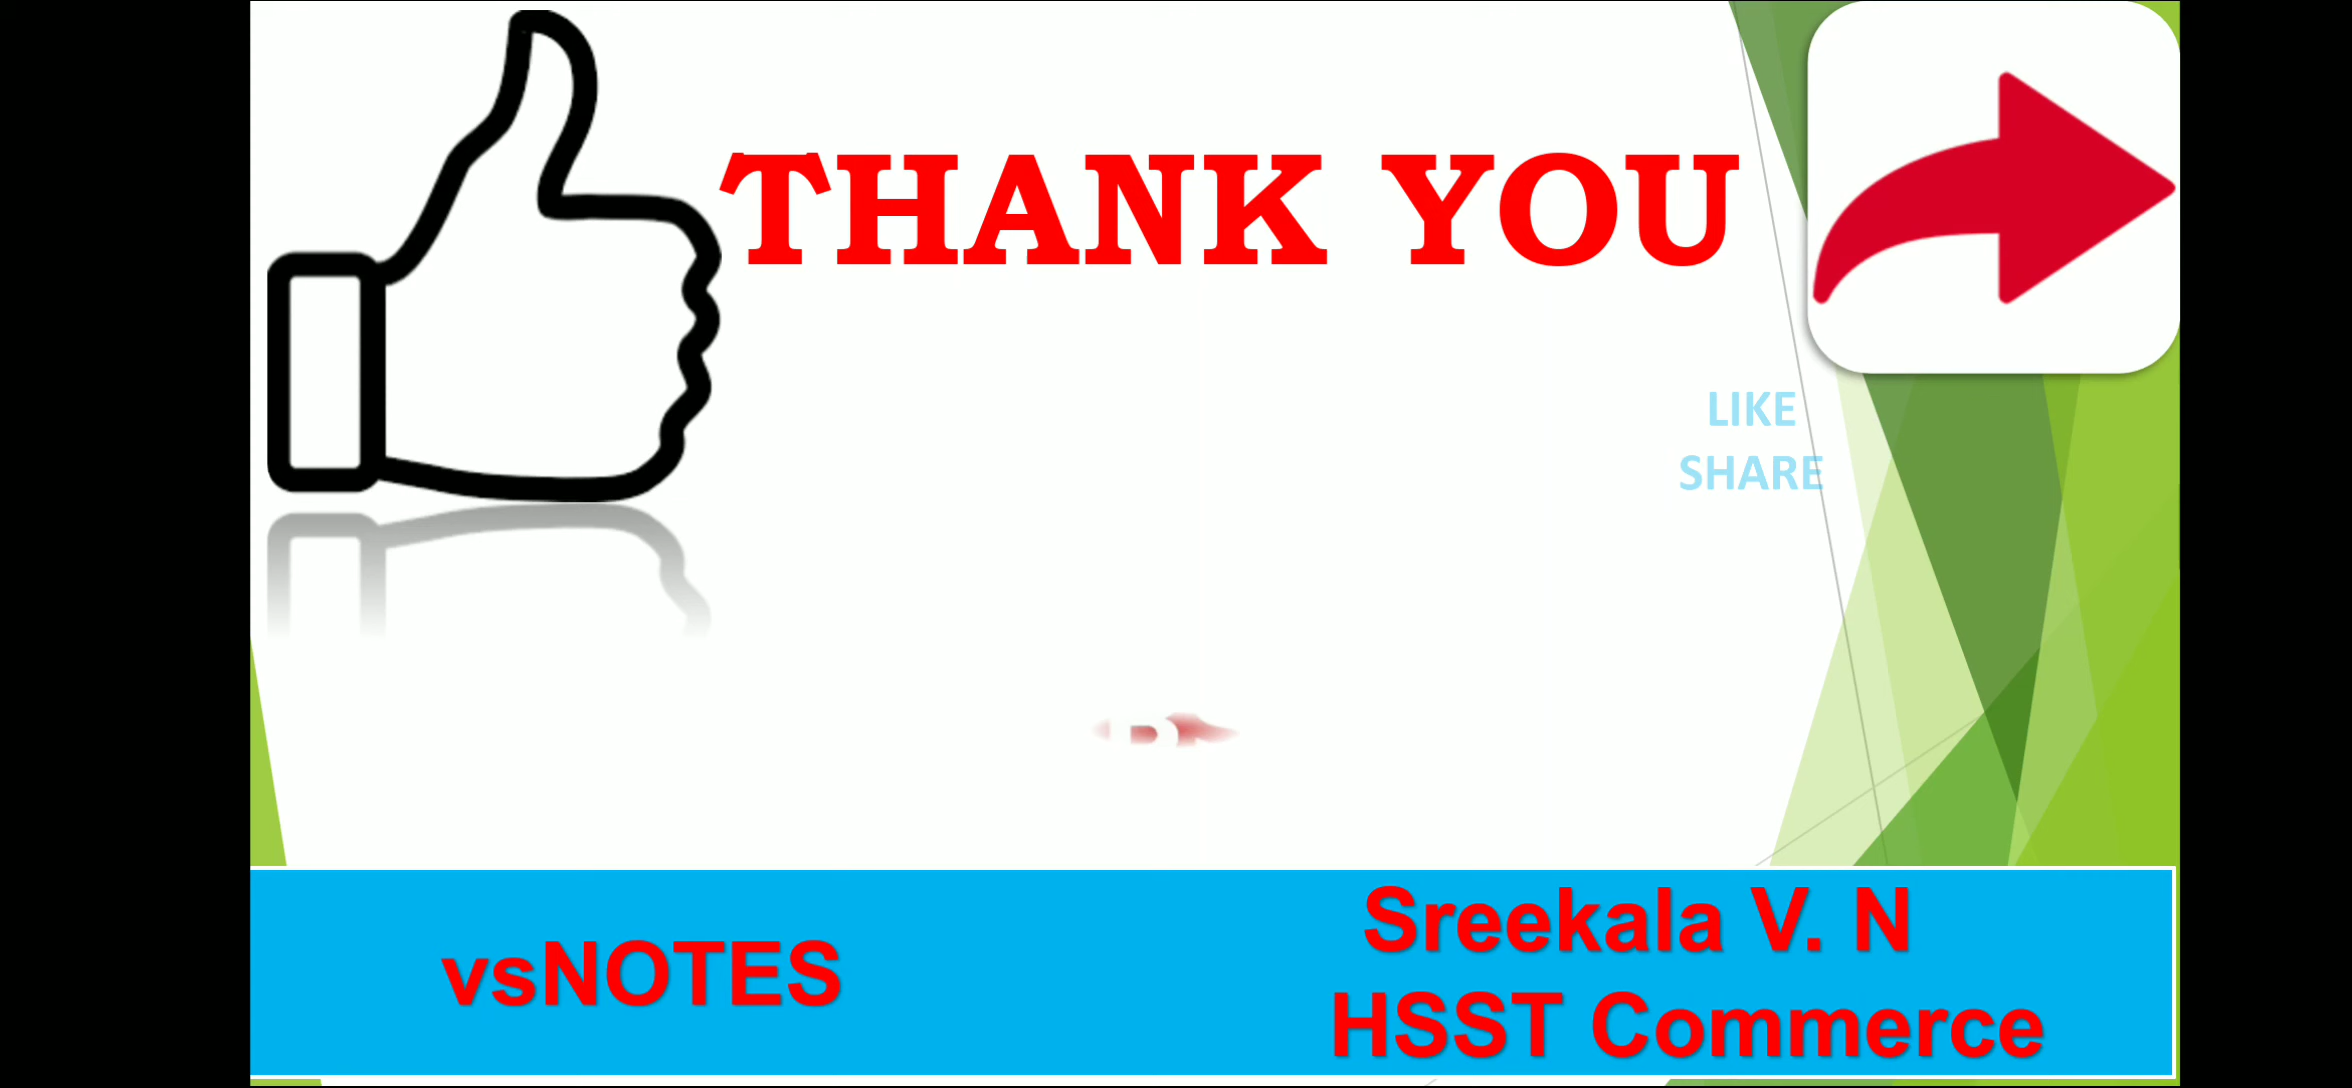 THANK YOU
LIKE
SHARE
vsNOTES
Sreekala V. N
HSST Commerce